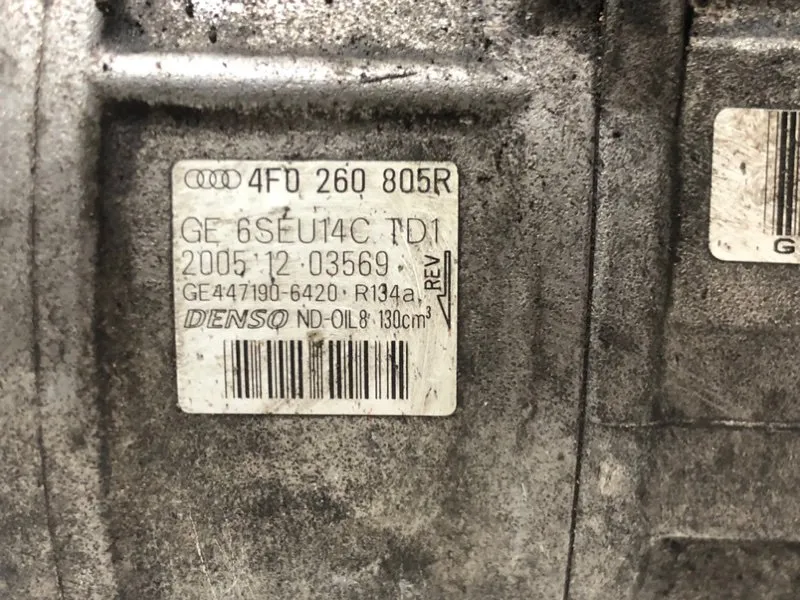 4F0 260 805R
GE 6SEU14C TD1
2005 12 03569
GE447190-6420 R134a
REV
DENSO ND-OIL8 130cm³
G